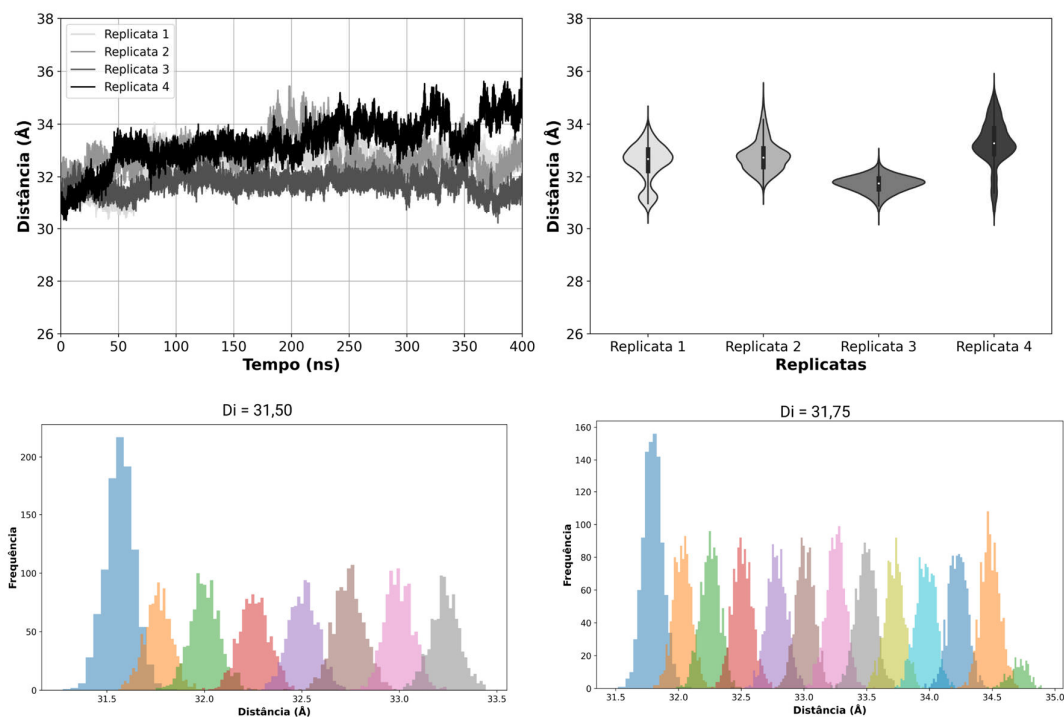 38
36
34
32
30
28
26
Distância (Å)
Replicata 1
Replicata 2
Replicata 3
Replicata 4
0
50
100
150
200
250
300
350
400
Tempo (ns)
38
36
34
32
30
28
26
Distância (Å)
Replicata 1
Replicata 2
Replicata 3
Replicata 4
Replicatas
Di = 31,50
200
150
100
50
0
Frequência
31.5
32.0
32.5
33.0
33.5
Distância (Å)
Di = 31,75
160
140
120
100
80
60
40
20
0
Frequência
31.5
32.0
32.5
33.0
33.5
34.0
34.5
35.0
Distância (Å)